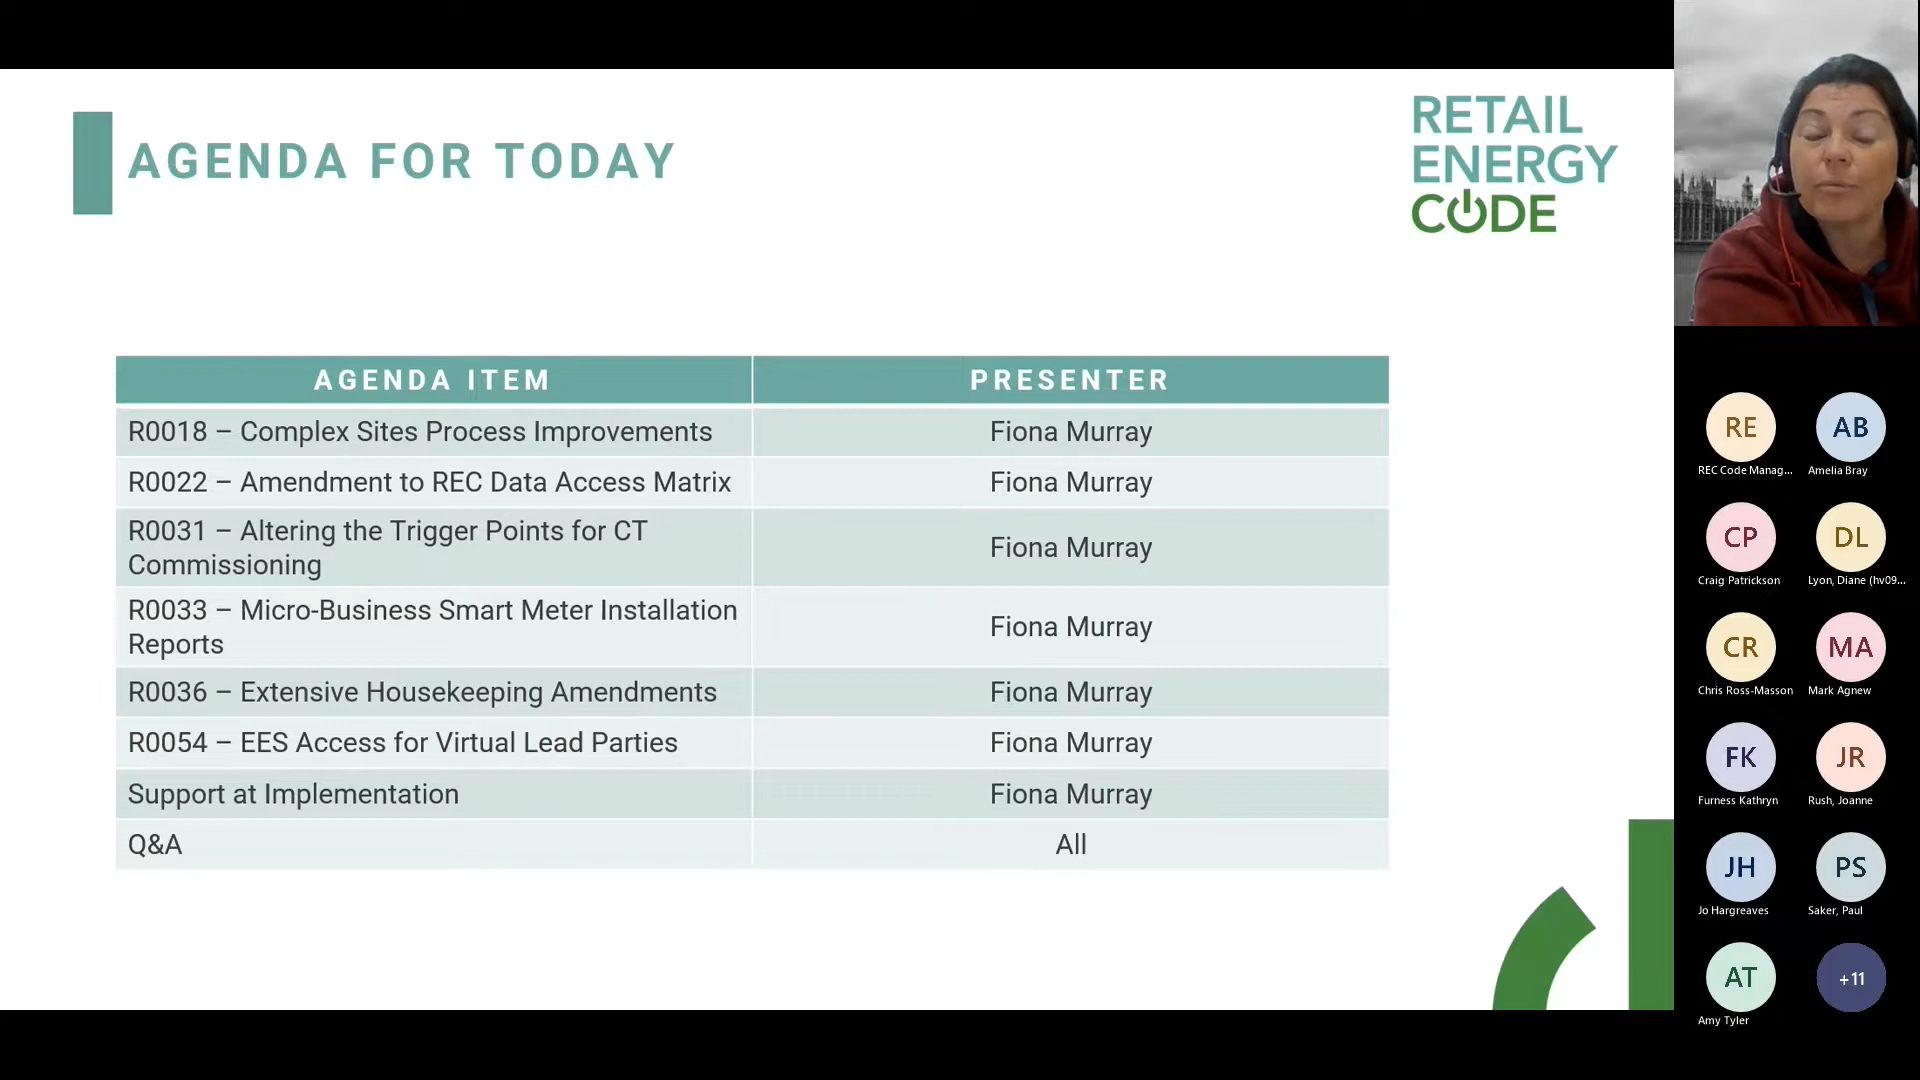 AGENDA FOR TODAY
RETAIL
ENERGY
CODE
AGENDA ITEM
PRESENTER
R0018 – Complex Sites Process Improvements
Fiona Murray
R0022 – Amendment to REC Data Access Matrix
Fiona Murray
R0031 – Altering the Trigger Points for CT
Commissioning
Fiona Murray
R0033 – Micro-Business Smart Meter Installation
Reports
Fiona Murray
R0036 – Extensive Housekeeping Amendments
Fiona Murray
R0054 – EES Access for Virtual Lead Parties
Fiona Murray
Support at Implementation
Fiona Murray
Q&A
All
RE
REC Code Manag...
AB
Amelia Bray
CP
Craig Patrickson
DL
Lyon, Diane (hv09...
CR
Chris Ross-Masson
MA
Mark Agnew
FK
Furness Kathryn
JR
Rush, Joanne
JH
Jo Hargreaves
PS
Saker, Paul
AT
Amy Tyler
+11